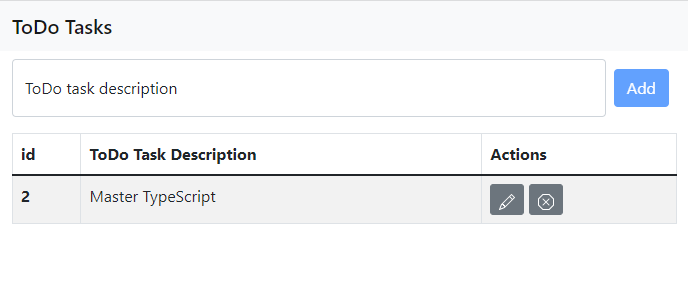 ToDo Tasks
ToDo task description
Add
id ToDo Task Description Actions
2 Master TypeScript